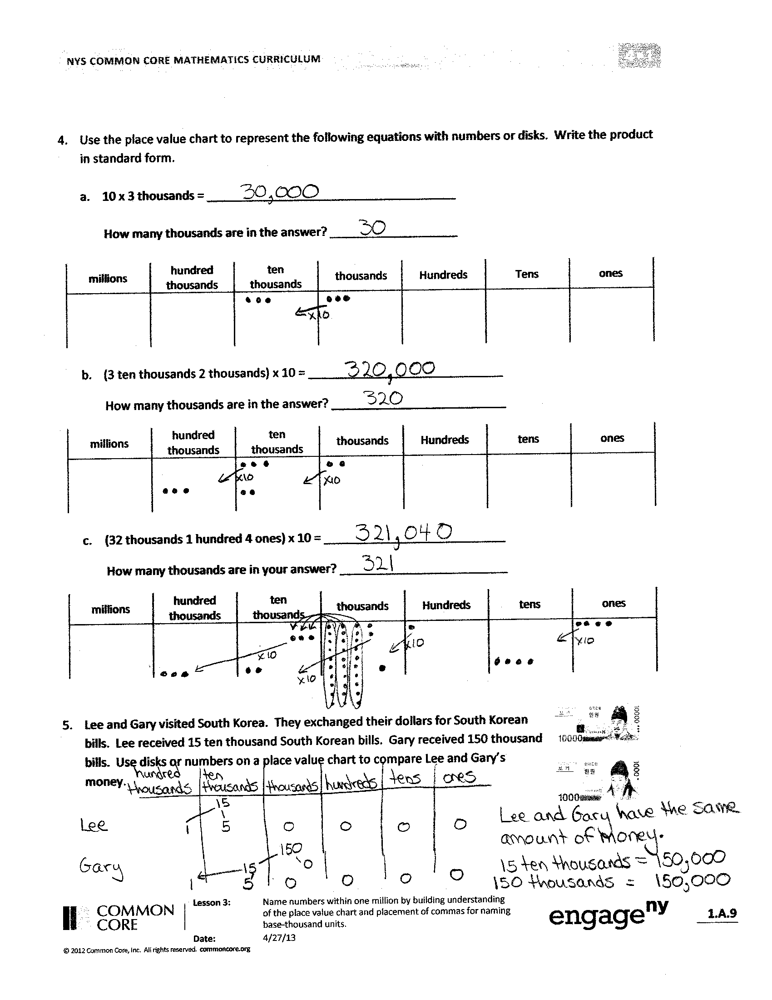 NYS COMMON CORE MATHEMATICS CURRICULUM
4•1
4. Use the place value chart to represent the following equations with numbers or disks. Write the product
in standard form.
a. 10 x 3 thousands = 30,000
How many thousands are in the answer? 30
millions hundred thousands ten thousands thousands Hundreds Tens ones
x10
b. (3 ten thousands 2 thousands) x 10 = 320,000
How many thousands are in the answer? 320
millions hundred thousands ten thousands thousands Hundreds tens ones
x10 x10
c. (32 thousands 1 hundred 4 ones) x 10 = 321,040
How many thousands are in your answer? 321
millions hundred thousands ten thousands thousands Hundreds tens ones
x10 x10 x10 x10
5. Lee and Gary visited South Korea. They exchanged their dollars for South Korean
bills. Lee received 15 ten thousand South Korean bills. Gary received 150 thousand
bills. Use disks or numbers on a place value chart to compare Lee and Gary's
money.
보기 만원 10000
10000
보기 천원 1000
1000
hundred thousands ten thousands thousands hundreds tens ones
15
Lee 1 5 0 0 0 0
150
15 0
Gary 1 5 0 0 0 0
Lee and Gary have the same
amount of money.
15 ten thousands = 150,000
150 thousands = 150,000
COMMON
CORE
Lesson 3: Name numbers within one million by building understanding
of the place value chart and placement of commas for naming
base-thousand units.
Date: 4/27/13
engage ny
1.A.9
© 2012 Common Core, Inc. All rights reserved. commoncore.org